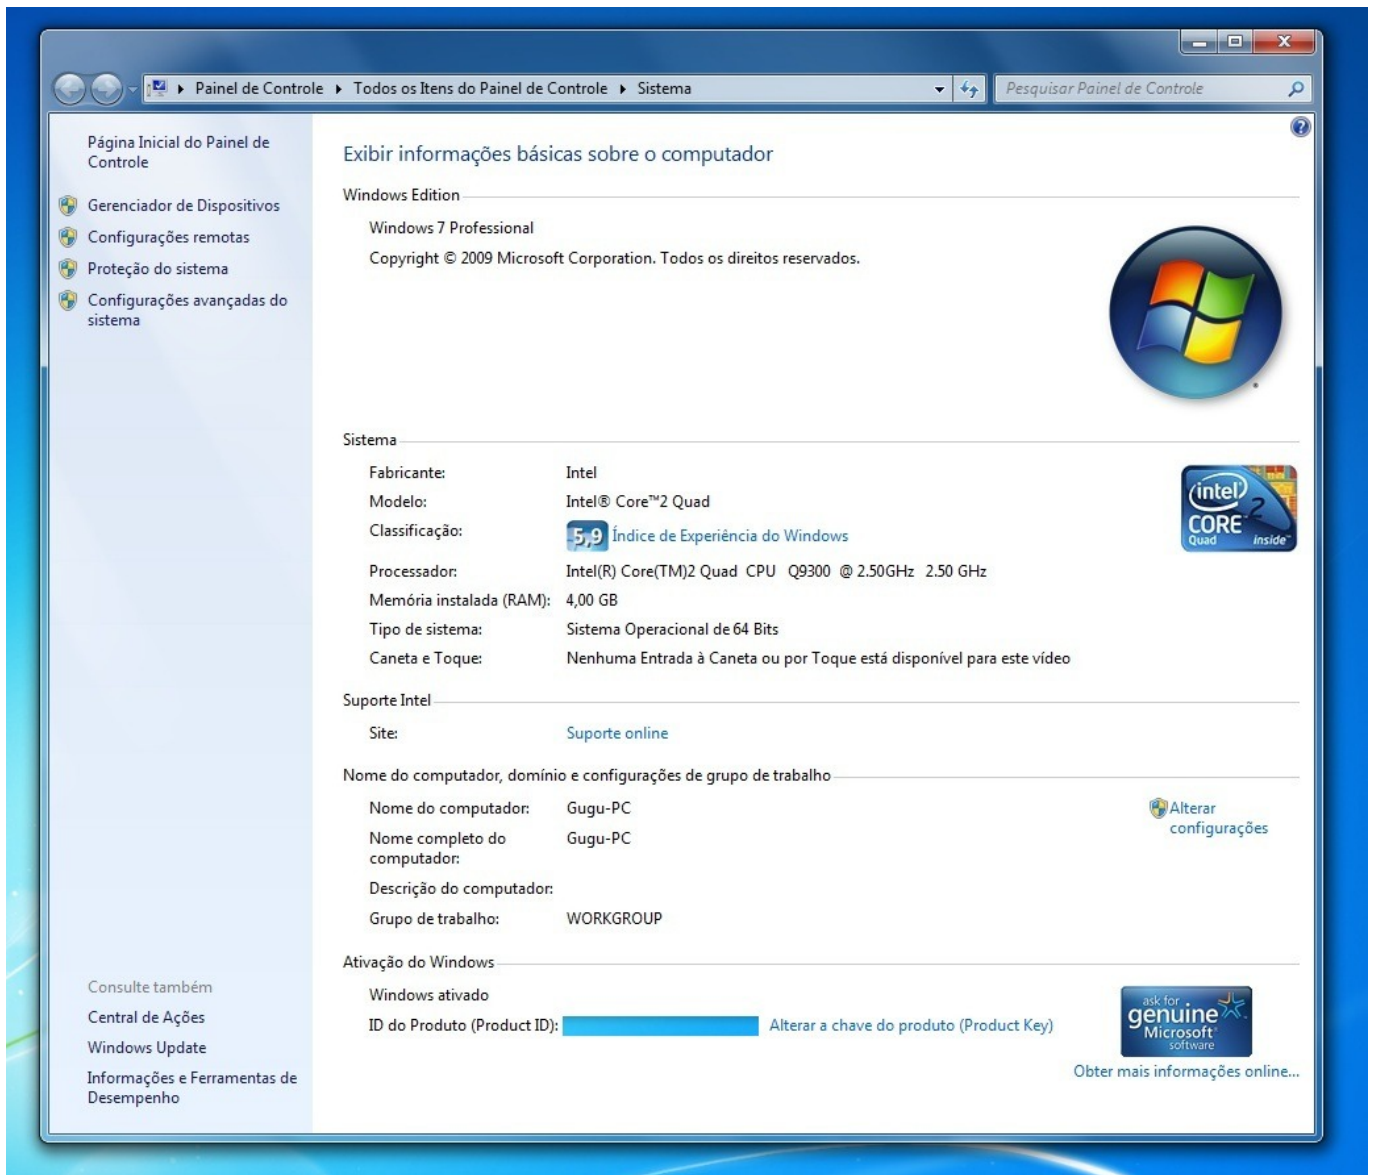 Painel de Controle
Todos os Itens do Painel de Controle
Sistema
Pesquisar Painel de Controle
Página Inicial do Painel de
Controle
Gerenciador de Dispositivos
Configurações remotas
Proteção do sistema
Configurações avançadas do
sistema
Exibir informações básicas sobre o computador
Windows Edition
Windows 7 Professional
Copyright © 2009 Microsoft Corporation. Todos os direitos reservados.
Sistema
Fabricante: Intel
Modelo: Intel® Core™2 Quad
Classificação: 5,9 Índice de Experiência do Windows
Processador: Intel(R) Core(TM)2 Quad CPU Q9300 @ 2.50GHz 2.50 GHz
Memória instalada (RAM): 4,00 GB
Tipo de sistema: Sistema Operacional de 64 Bits
Caneta e Toque: Nenhuma Entrada à Caneta ou por Toque está disponível para este vídeo
intel
CORE 2
Quad inside™
Suporte Intel
Site: Suporte online
Nome do computador, domínio e configurações de grupo de trabalho
Nome do computador: Gugu-PC
Nome completo do Gugu-PC
computador:
Descrição do computador:
Grupo de trabalho: WORKGROUP
Alterar
configurações
Ativação do Windows
Windows ativado
ID do Produto (Product ID): Alterar a chave do produto (Product Key)
ask for
genuine
Microsoft
software
Obter mais informações online...
Consulte também
Central de Ações
Windows Update
Informações e Ferramentas de
Desempenho